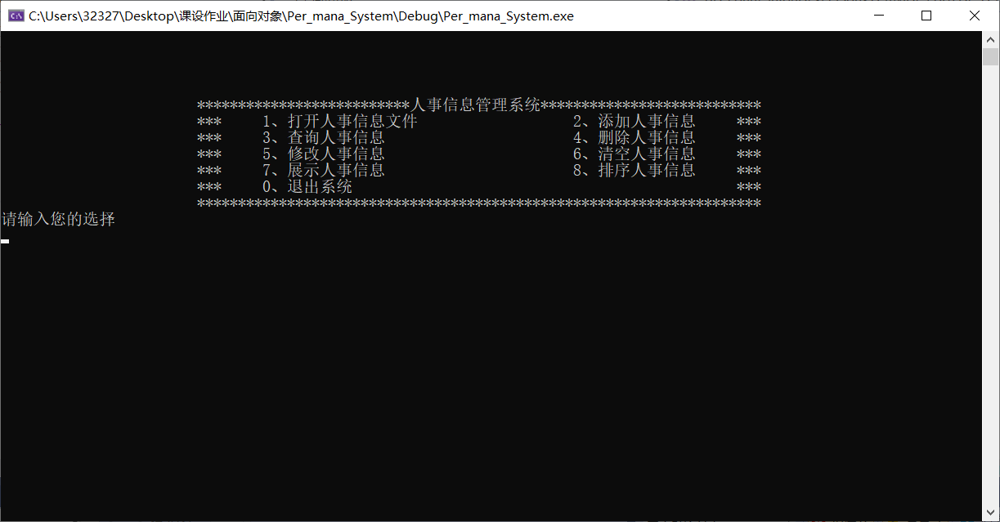 C:\Users\32327\Desktop\课设作业\面向对象\Per_mana_System\Debug\Per_mana_System.exe
**************************人事信息管理系统***************************
***     1、打开人事信息文件                   2、添加人事信息     ***
***     3、查询人事信息                       4、删除人事信息     ***
***     5、修改人事信息                       6、清空人事信息     ***
***     7、展示人事信息                       8、排序人事信息     ***
***     0、退出系统                                               ***
*********************************************************************
请输入您的选择